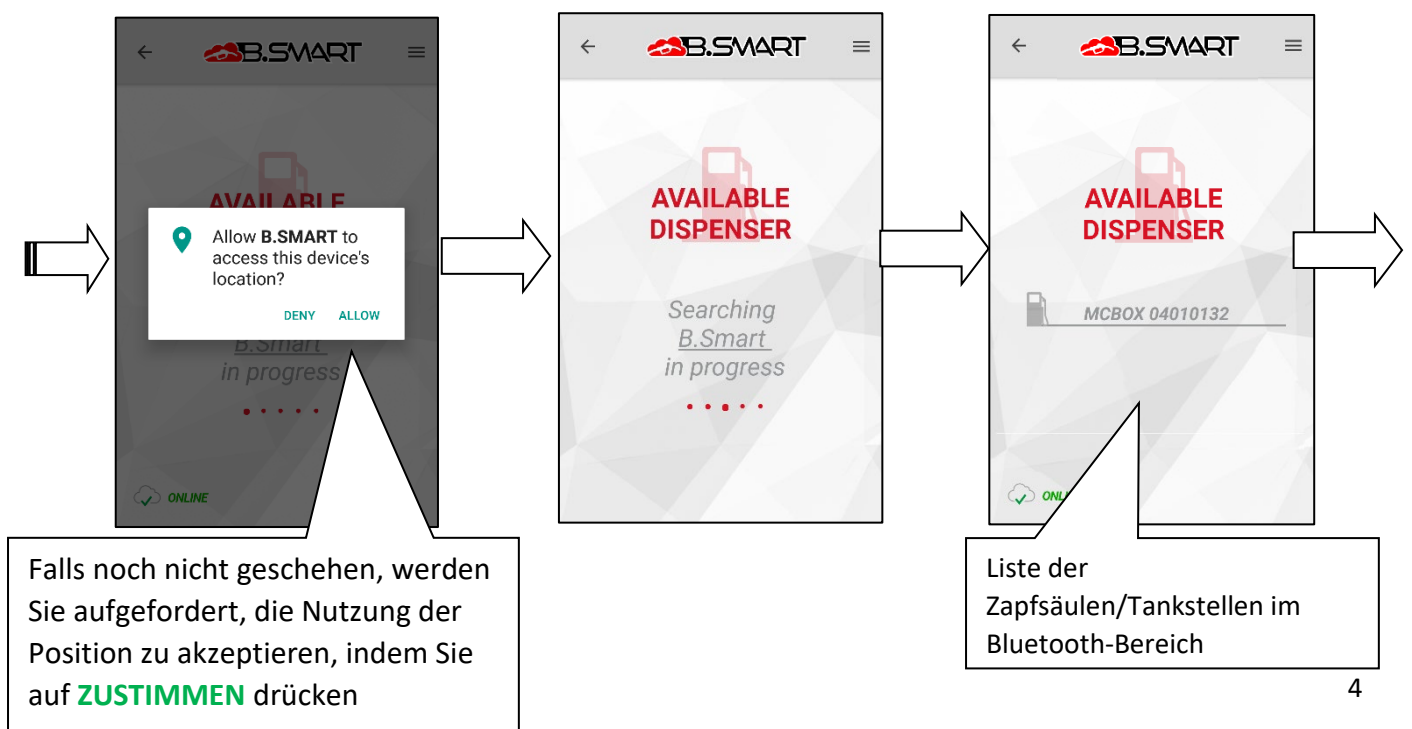 B.SMART
AVAILABLE
Allow B.SMART to
access this device's
location?
DENY ALLOW
B.Smart
in progress
ONLINE
Falls noch nicht geschehen, werden
Sie aufgefordert, die Nutzung der
Position zu akzeptieren, indem Sie
auf ZUSTIMMEN drücken
B.SMART
AVAILABLE
DISPENSER
Searching
B.Smart
in progress
B.SMART
AVAILABLE
DISPENSER
MCBOX 04010132
ONL
Liste der
Zapfsäulen/Tankstellen im
Bluetooth-Bereich
4